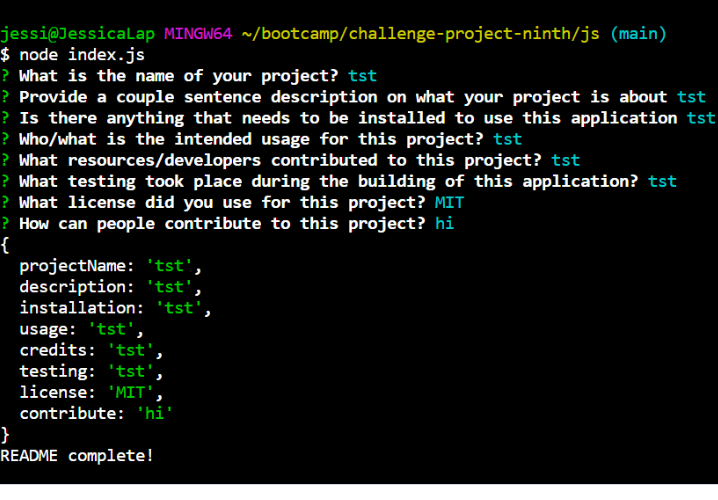 jessi@JessicaLap MINGW64 ~/bootcamp/challenge-project-ninth/js (main)
$ node index.js
? What is the name of your project? tst
? Provide a couple sentence description on what your project is about tst
? Is there anything that needs to be installed to use this application tst
? Who/what is the intended usage for this project? tst
? What resources/developers contributed to this project? tst
? What testing took place during the building of this application? tst
? What license did you use for this project? MIT
? How can people contribute to this project? hi
{
  projectName: 'tst',
  description: 'tst',
  installation: 'tst',
  usage: 'tst',
  credits: 'tst',
  testing: 'tst',
  license: 'MIT',
  contribute: 'hi'
}
README complete!